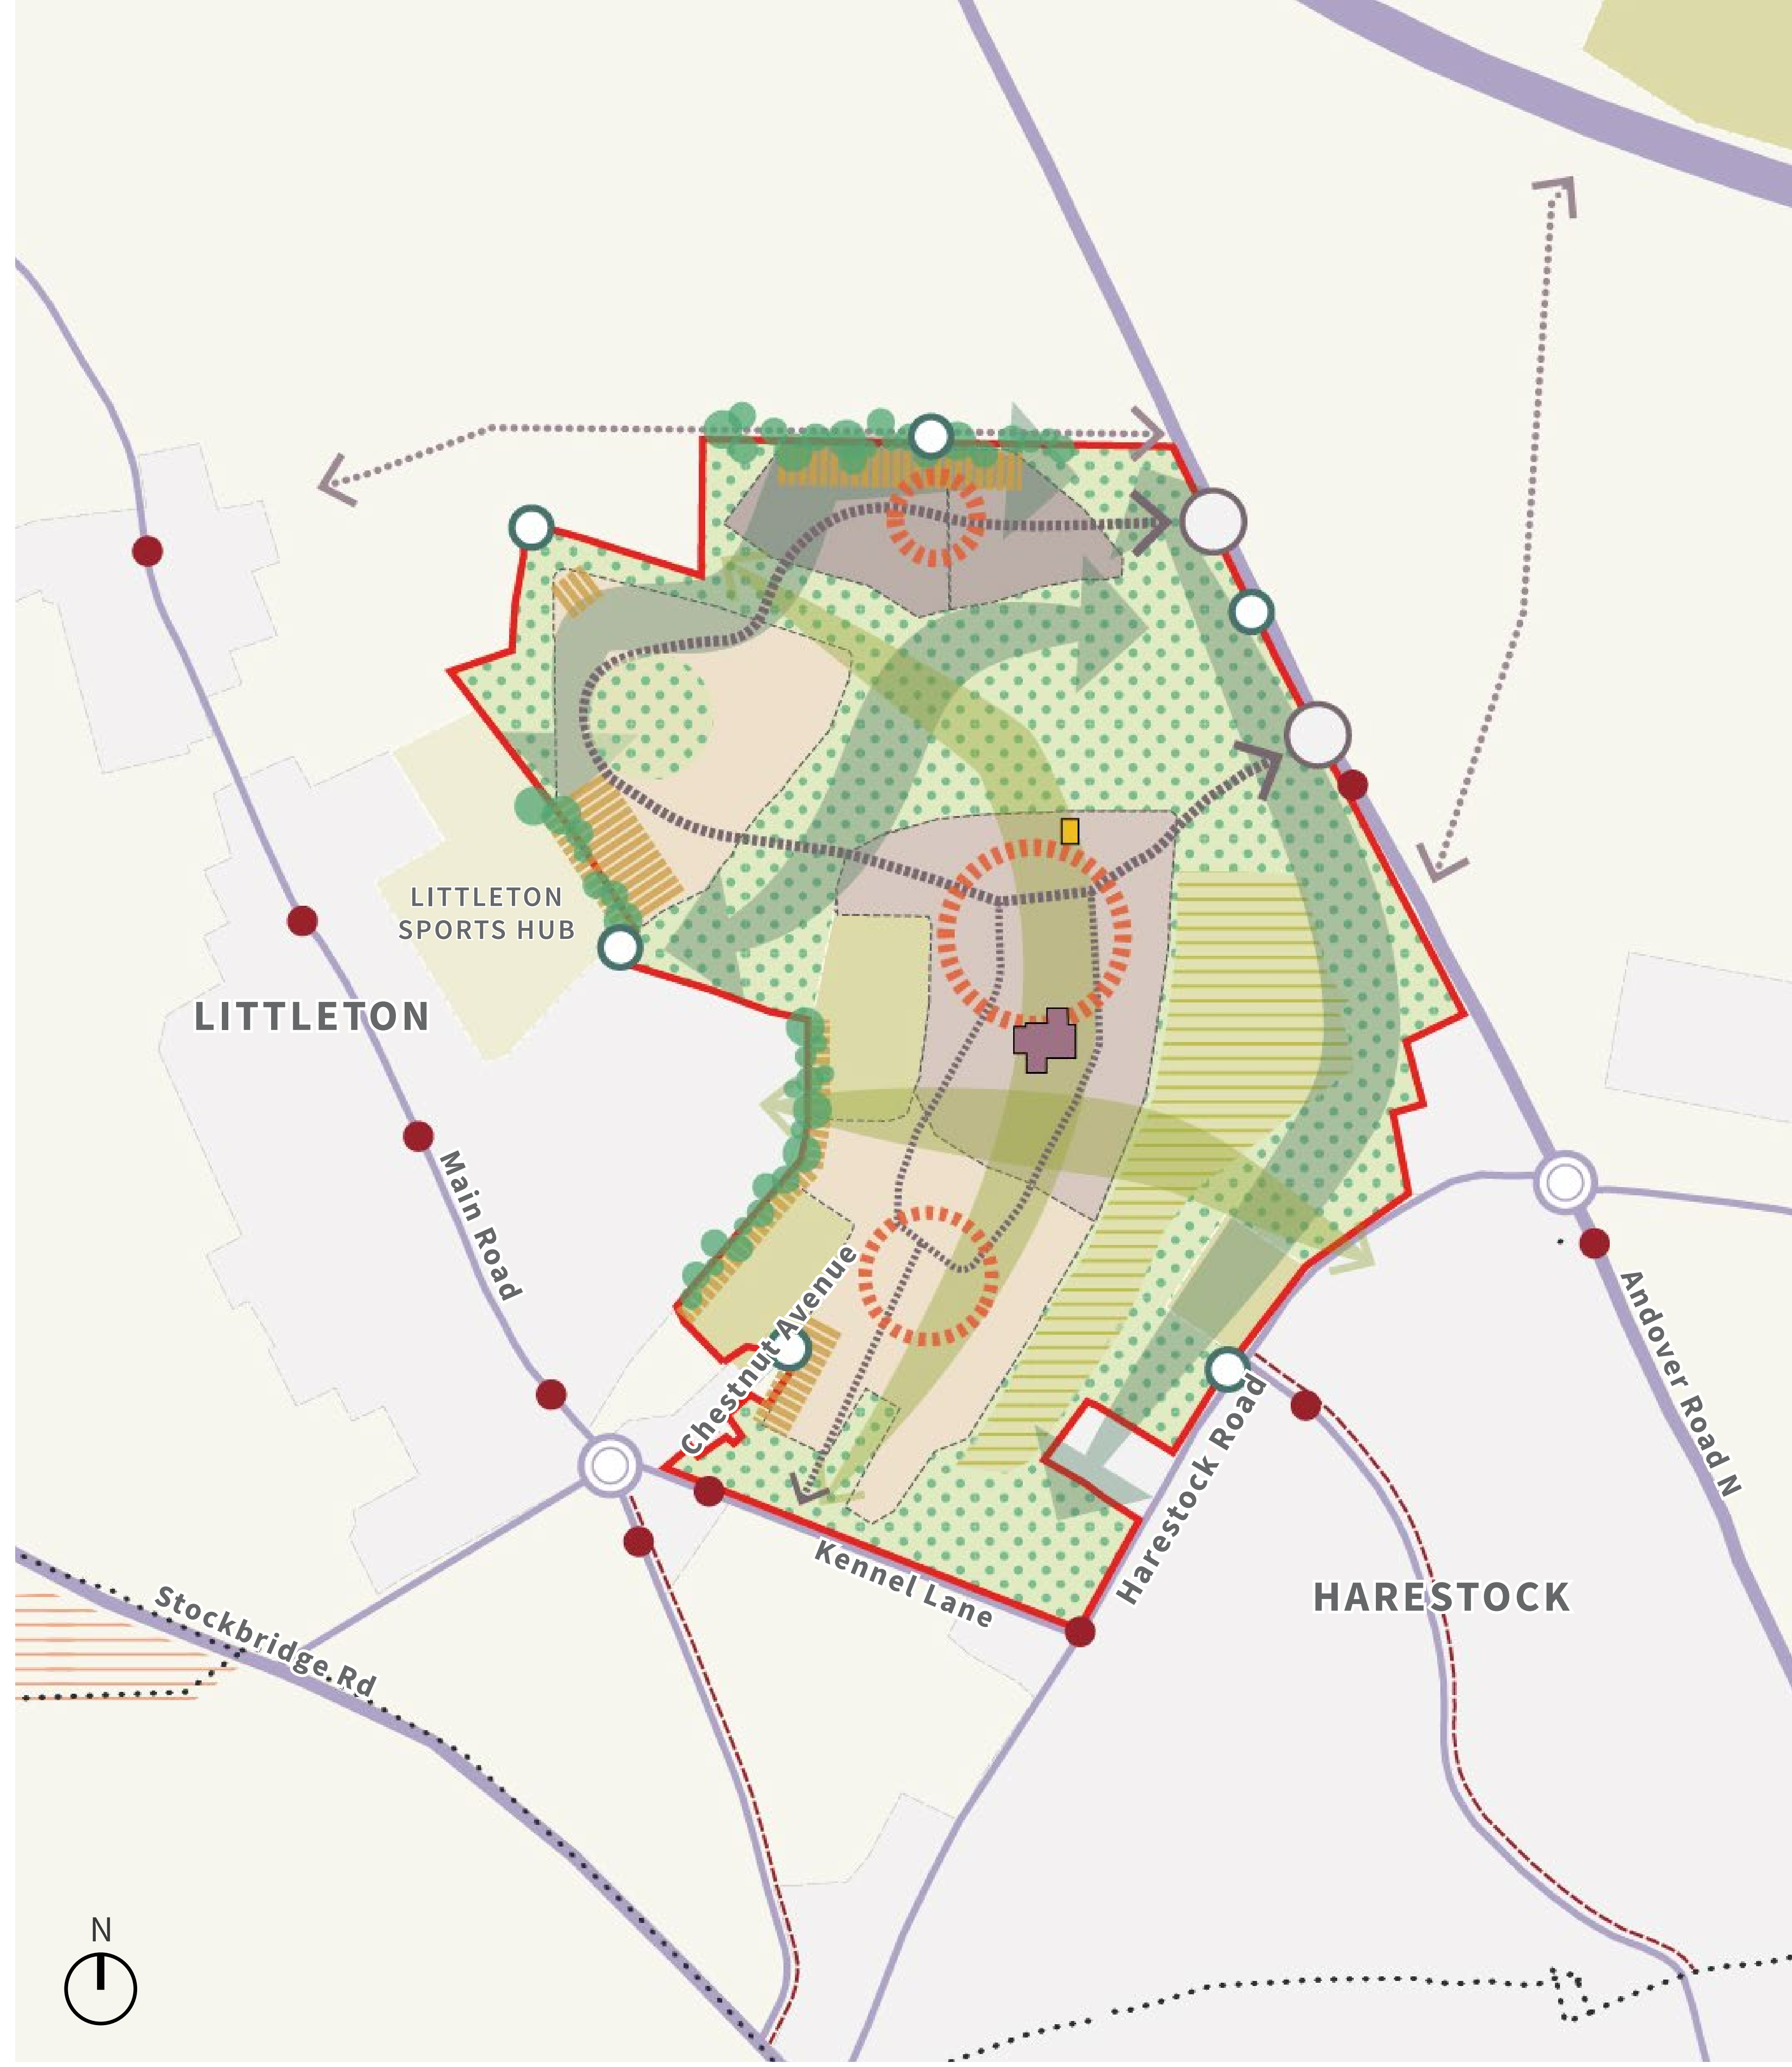 LITTLETON
SPORTS HUB
LITTLETON
Main Road
Chestnut Avenue
Andover Road N
Harestock Road
Kennel Lane
HARESTOCK
Stockbridge Rd
N